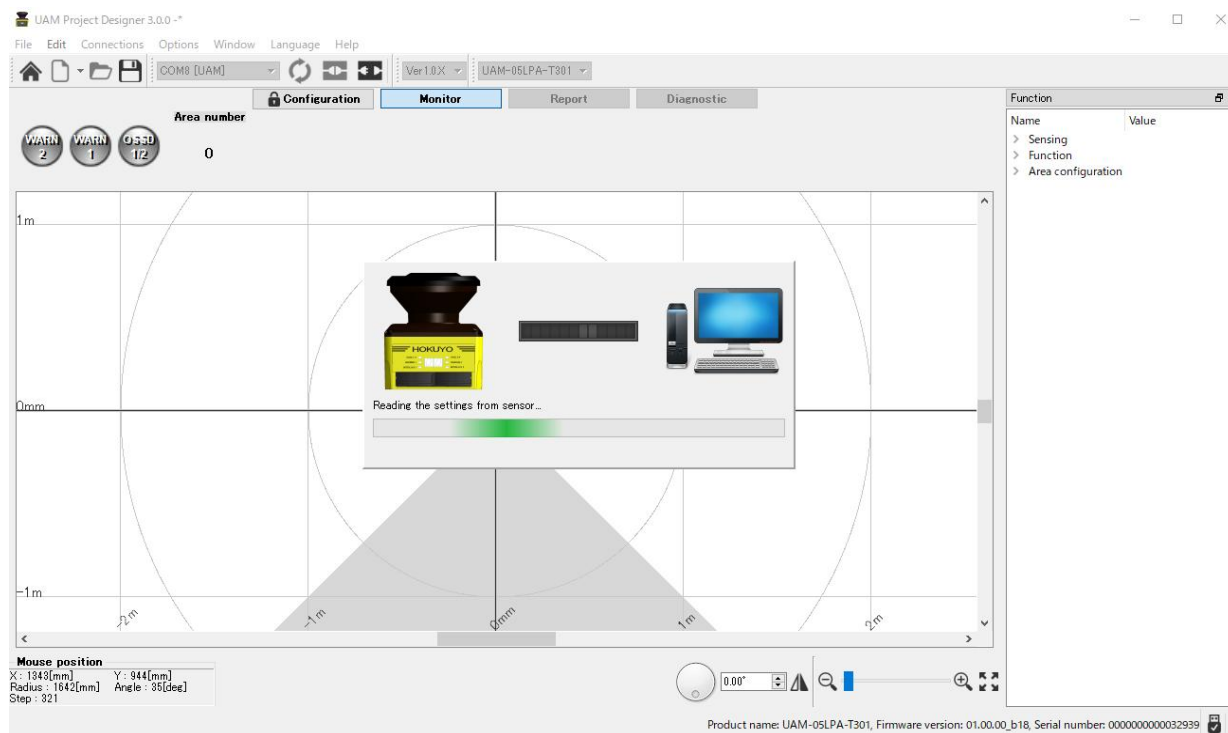 UAM Project Designer 3.0.0 -*
File Edit Connections Options Window Language Help
COM8 [UAM] Ver1.0X UAM-05LPA-T301
Configuration Monitor Report Diagnostic
Function
Area number
Name Value
WARN 2 WARN 1 OSSD 1/2
0
Sensing
Function
Area configuration
1m
HOKUYO
0mm
Reading the settings from sensor...
-1m
-2m -1m 0mm 1m 2m
Mouse position
X : 1343[mm] Y : 944[mm]
Radius : 1642[mm] Angle : 35[deg]
Step : 321
0.00°
Product name: UAM-05LPA-T301, Firmware version: 01.00.00_b18, Serial number: 0000000000032939